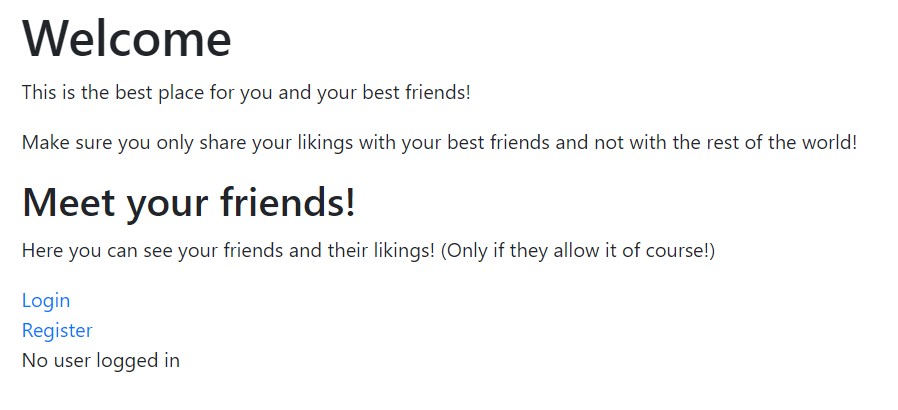 Welcome
This is the best place for you and your best friends!
Make sure you only share your likings with your best friends and not with the rest of the world!
Meet your friends!
Here you can see your friends and their likings! (Only if they allow it of course!)
Login
Register
No user logged in